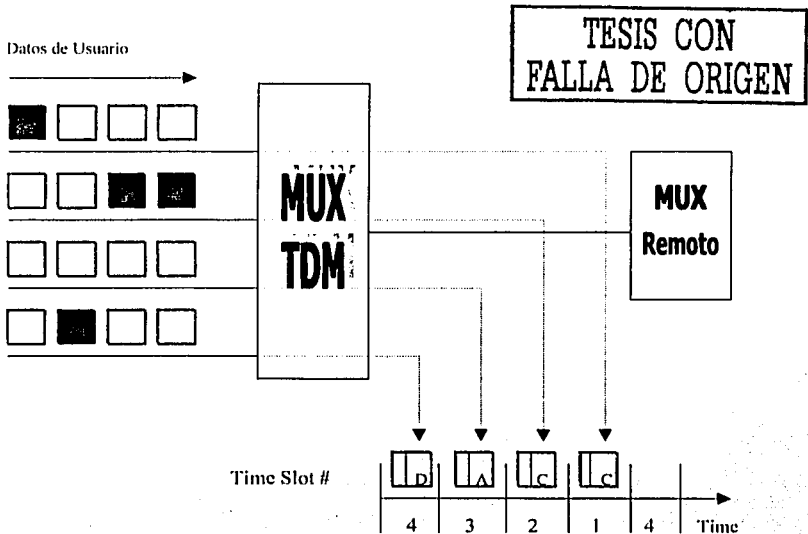 TESIS CON
FALLA DE ORIGEN
Datos de Usuario
MUX
TDM
MUX
Remoto
Time Slot #
D
A
C
C
4
3
2
1
4
Time